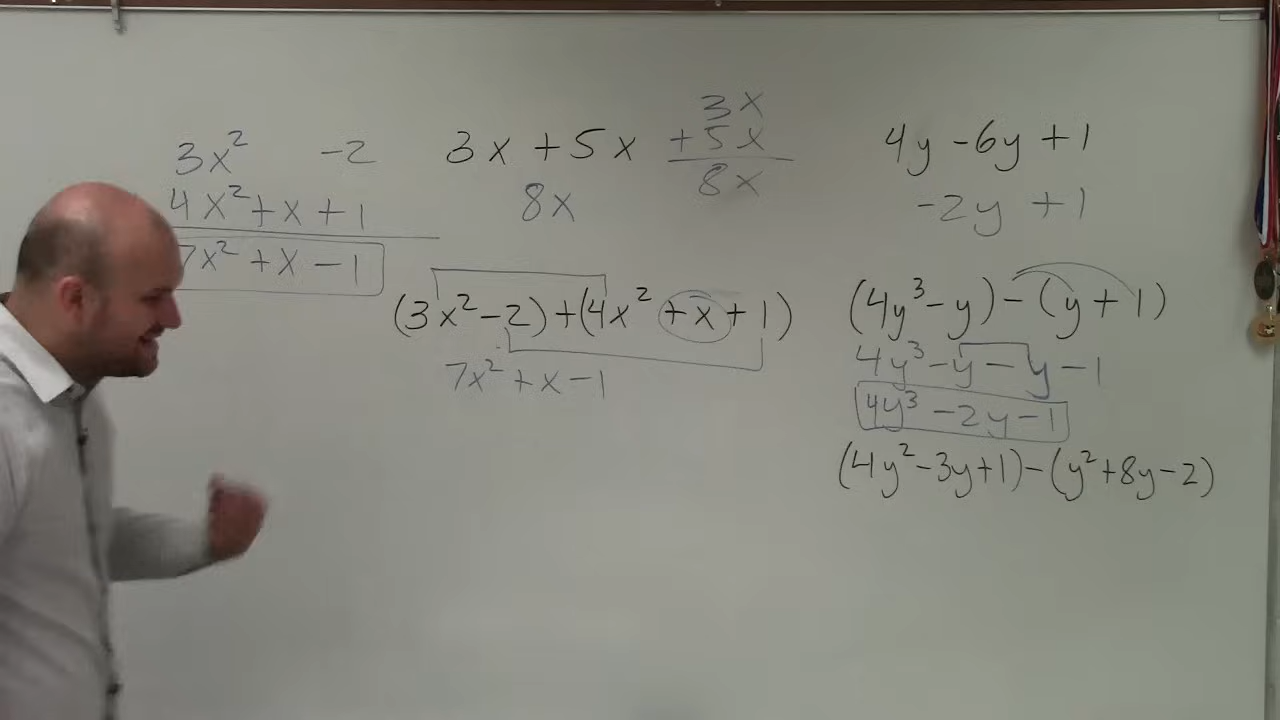 3x² -2
4x² + x + 1
7x² + x - 1
3x + 5x
8x
3x
+ 5x
8x
4y - 6y + 1
-2y + 1
(3x² - 2) + (4x² + x + 1)
7x² + x - 1
(4y³ - y) - (y + 1)
4y³ - y - y - 1
4y³ - 2y - 1
(4y² - 3y + 1) - (y² + 8y - 2)